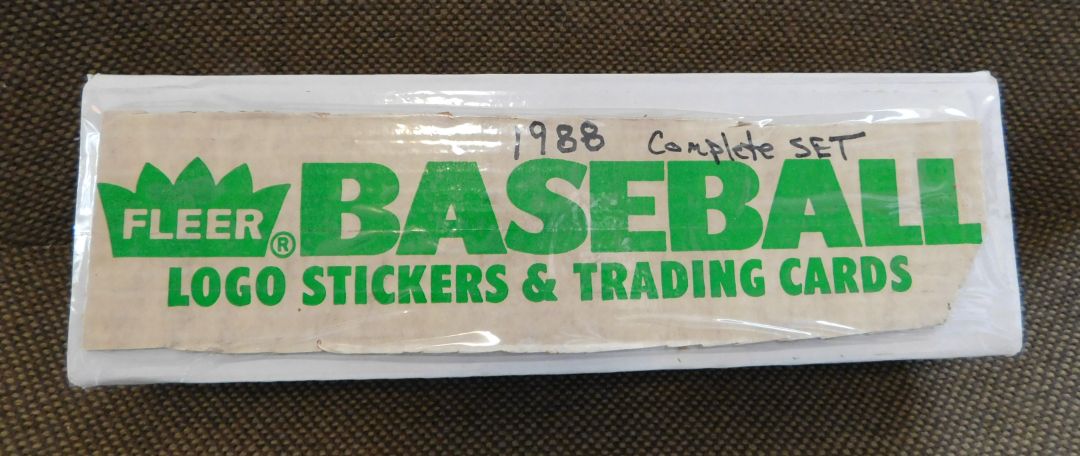 1988 Complete SET
FLEER® BASEBALL
LOGO STICKERS & TRADING CARDS